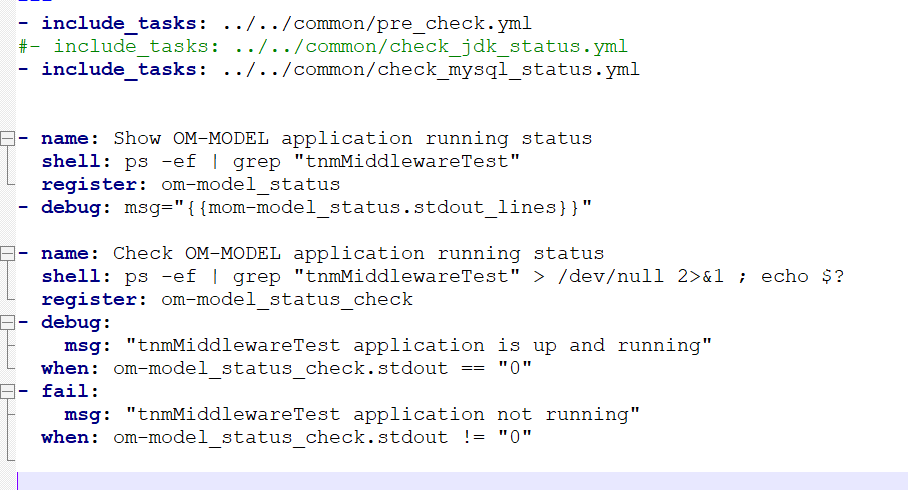 - include_tasks: ../../common/pre_check.yml
#- include_tasks: ../../common/check_jdk_status.yml
- include_tasks: ../../common/check_mysql_status.yml
- name: Show OM-MODEL application running status
shell: ps -ef | grep "tnmMiddlewareTest"
register: om-model_status
- debug: msg="{{mom-model_status.stdout_lines}}"
- name: Check OM-MODEL application running status
shell: ps -ef | grep "tnmMiddlewareTest" > /dev/null 2>&1 ; echo $?
register: om-model_status_check
- debug:
msg: "tnmMiddlewareTest application is up and running"
when: om-model_status_check.stdout == "0"
- fail:
msg: "tnmMiddlewareTest application not running"
when: om-model_status_check.stdout != "0"